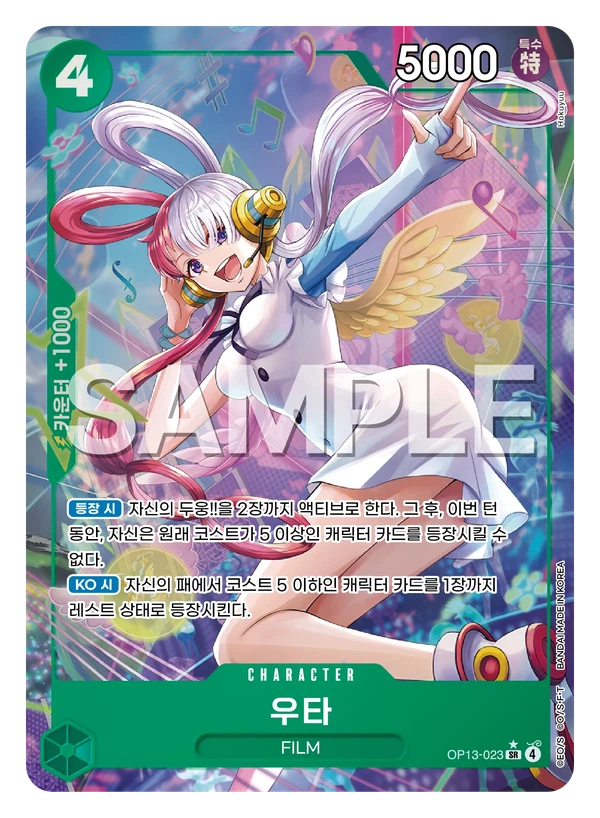 4
5000
특수
特
Hokuyuu
카운터 +1000
SAMPLE
등장 시 자신의 두웅!!을 2장까지 액티브로 한다. 그 후, 이번 턴
동안, 자신은 원래 코스트가 5 이상인 캐릭터 카드를 등장시킬 수
없다.
KO 시 자신의 패에서 코스트 5 이하인 캐릭터 카드를 1장까지
레스트 상태로 등장시킨다.
©EO/S ©O/S·F·T BANDAI MADE IN KOREA
CHARACTER
우타
FILM
OP13-023 SR 4